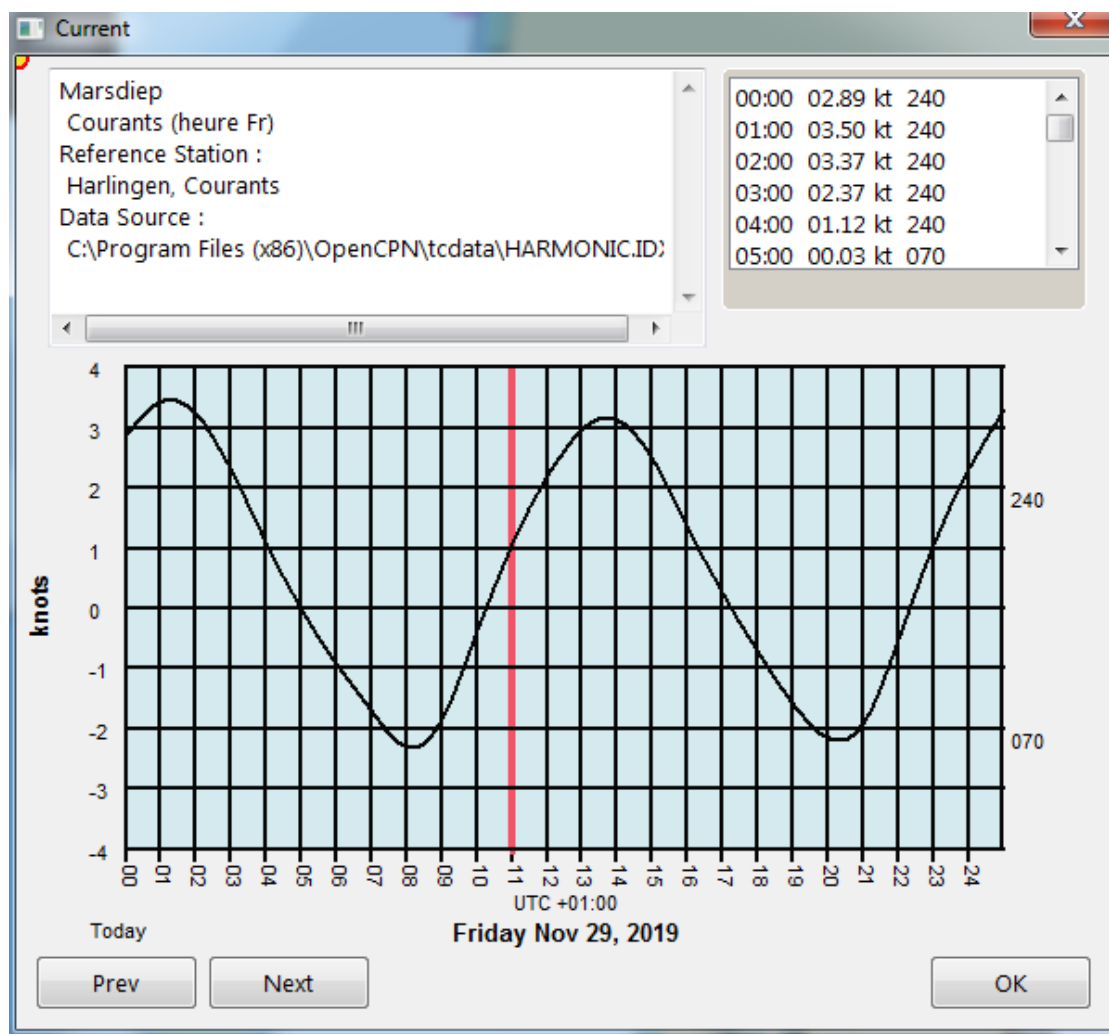 Current
Marsdiep
Courants (heure Fr)
Reference Station :
Harlingen, Courants
Data Source :
C:\Program Files (x86)\OpenCPN\tcdata\HARMONIC.IDX
00:00 02.89 kt 240
01:00 03.50 kt 240
02:00 03.37 kt 240
03:00 02.37 kt 240
04:00 01.12 kt 240
05:00 00.03 kt 070
4
3
2
1
0
-1
-2
-3
-4
knots
240
070
00 01 02 03 04 05 06 07 08 09 10 11 12 13 14 15 16 17 18 19 20 21 22 23 24
UTC +01:00
Today
Friday Nov 29, 2019
Prev
Next
OK